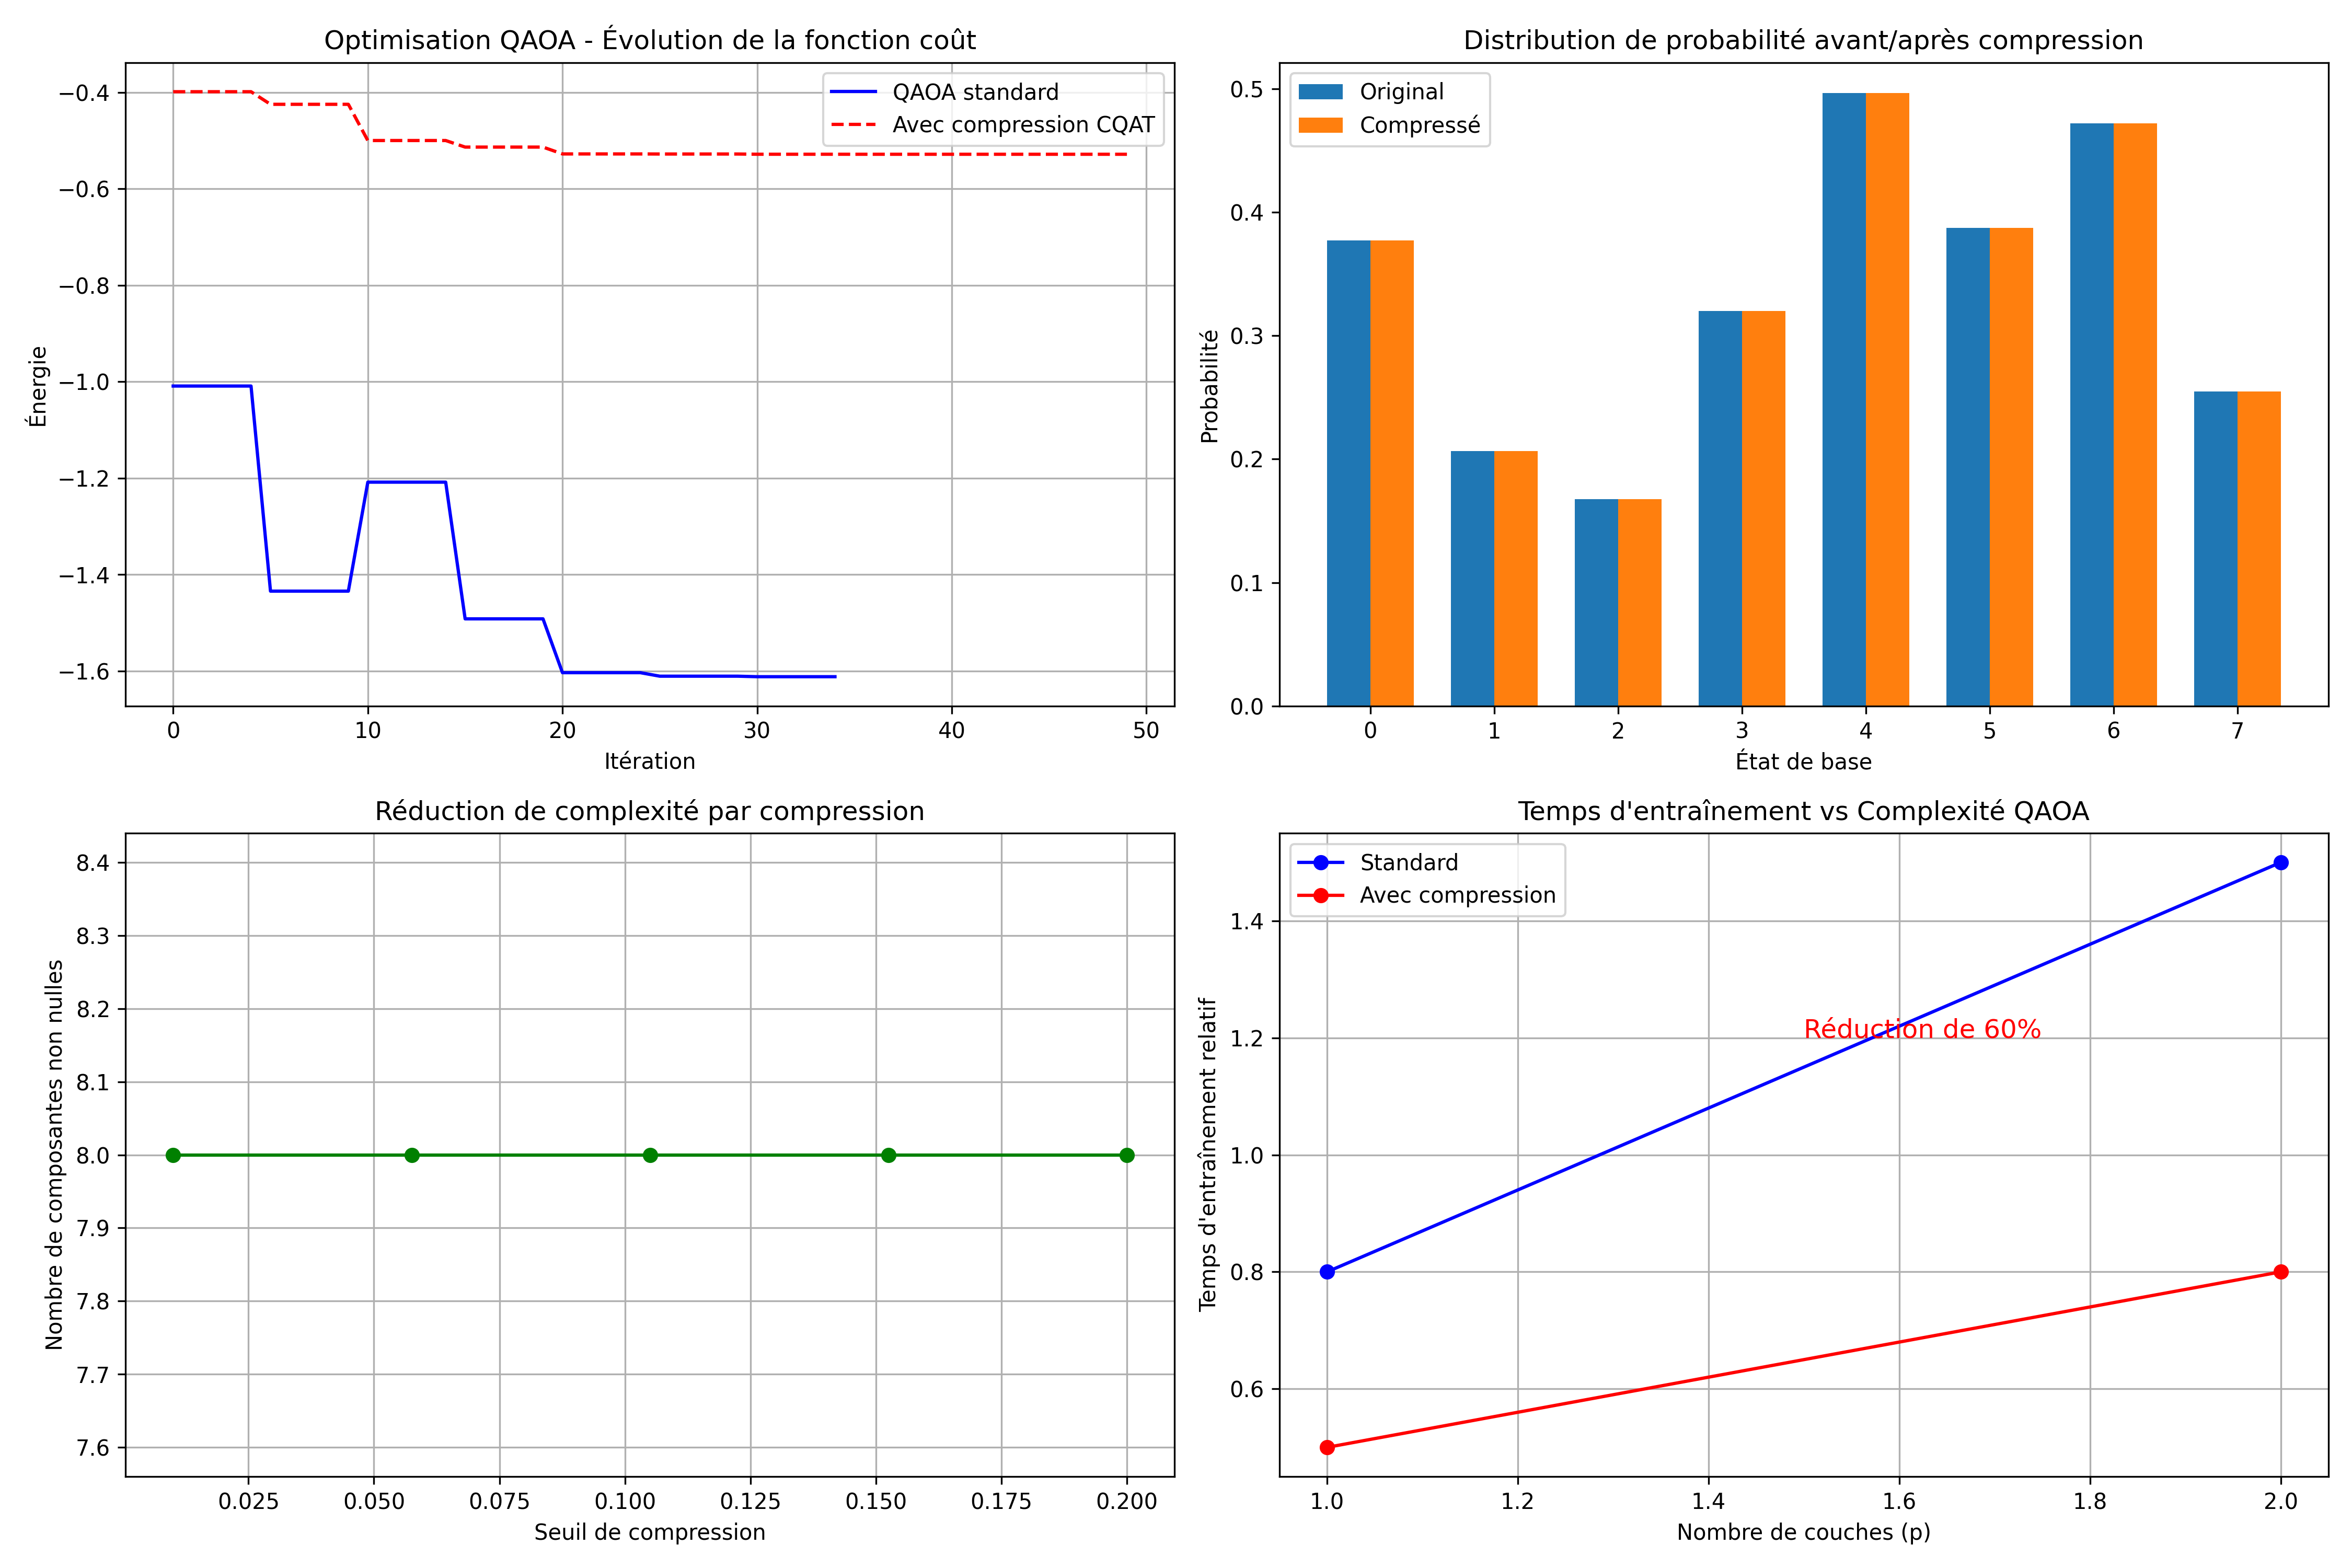 Optimisation QAOA - Évolution de la fonction coût
QAOA standard
Avec compression CQAT
−0.4
−0.6
−0.8
−1.0
−1.2
−1.4
−1.6
Énergie
0 10 20 30 40 50
Itération
Distribution de probabilité avant/après compression
Original
Compressé
0.5
0.4
0.3
0.2
0.1
0.0
Probabilité
0 1 2 3 4 5 6 7
État de base
Réduction de complexité par compression
8.4
8.3
8.2
8.1
8.0
7.9
7.8
7.7
7.6
Nombre de composantes non nulles
0.025 0.050 0.075 0.100 0.125 0.150 0.175 0.200
Seuil de compression
Temps d'entraînement vs Complexité QAOA
Standard
Avec compression
Réduction de 60%
1.4
1.2
1.0
0.8
0.6
Temps d'entraînement relatif
1.0 1.2 1.4 1.6 1.8 2.0
Nombre de couches (p)